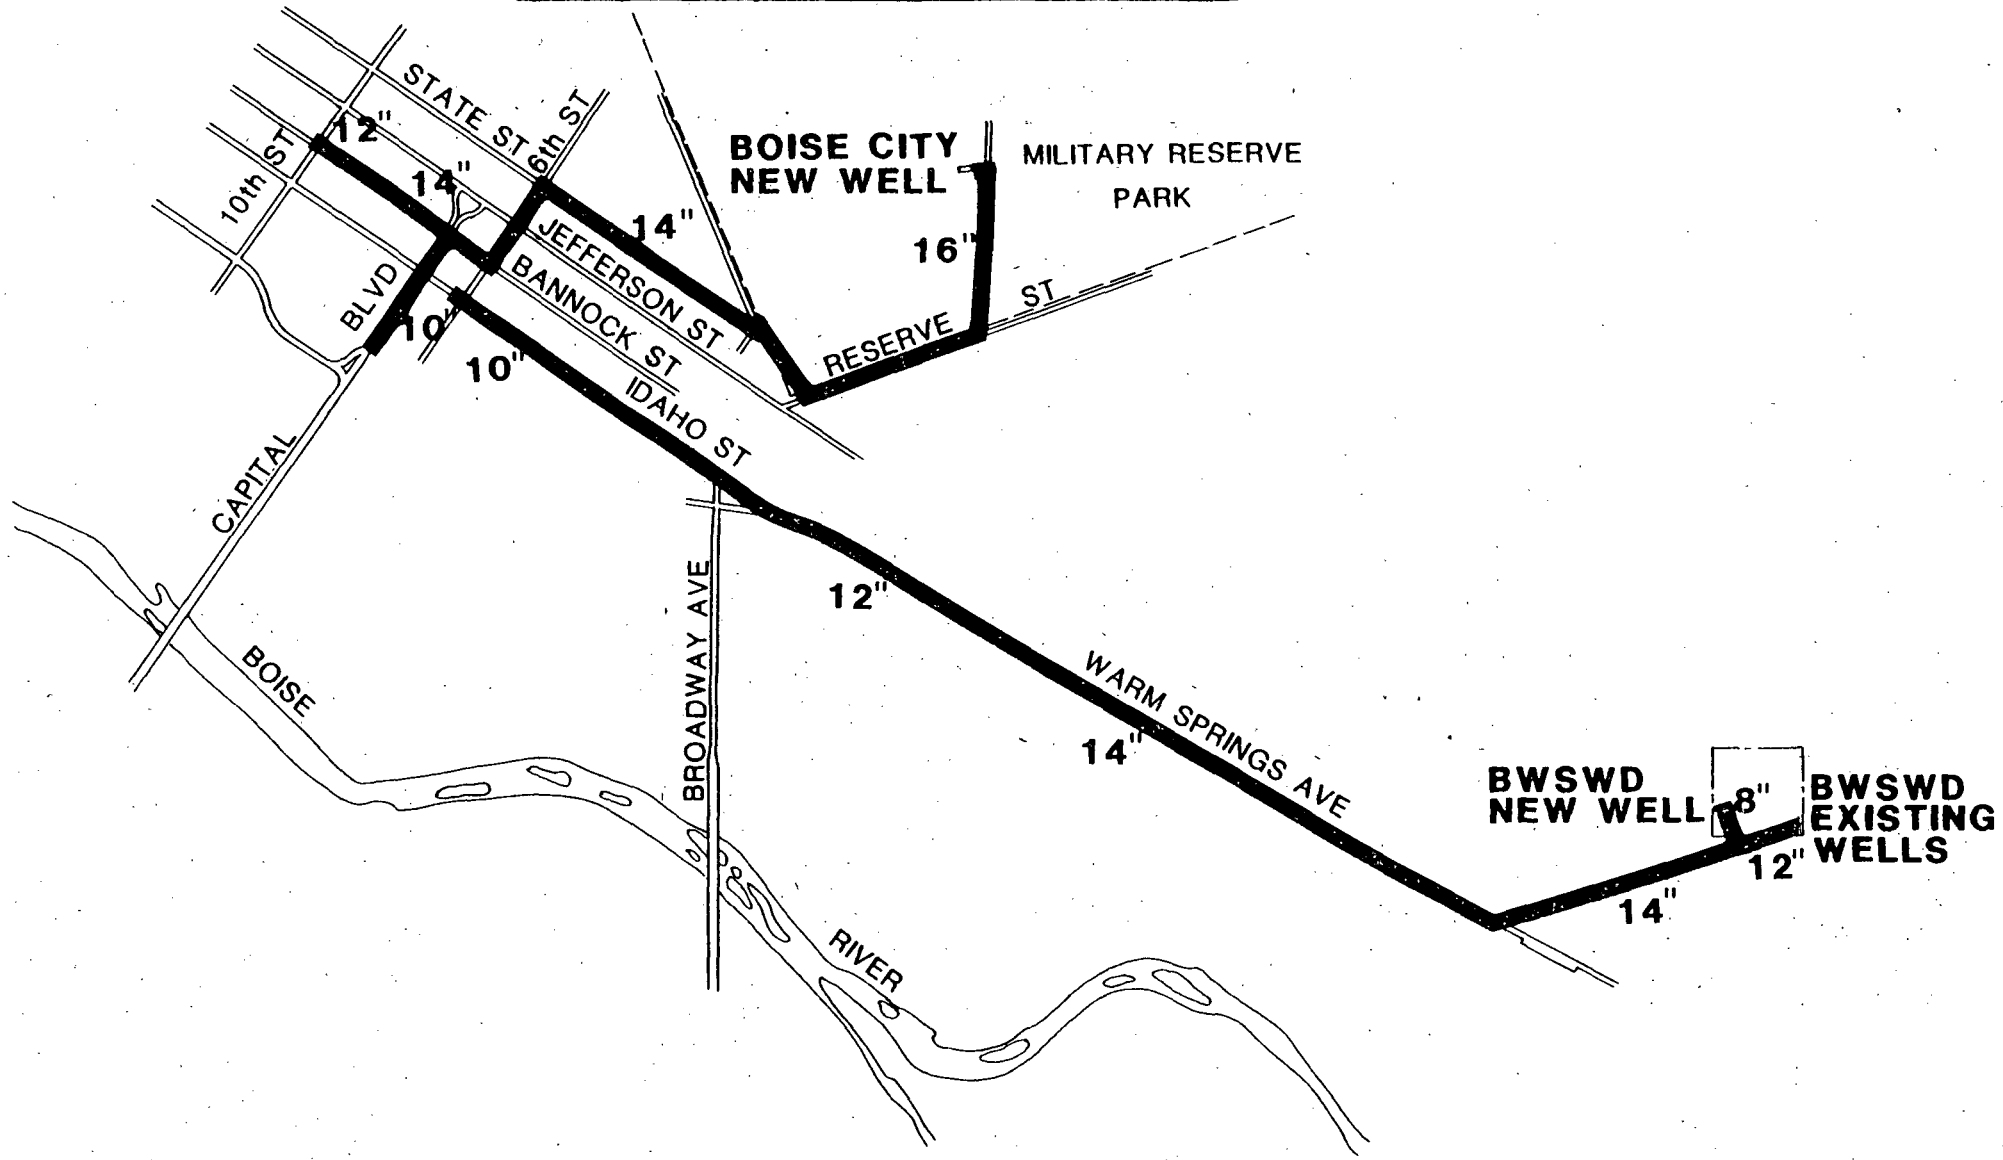 STATE ST
6th ST
12"
10th ST
14"
BOISE CITY
NEW WELL
MILITARY RESERVE
PARK
14"
16"
JEFFERSON ST
BANNOCK ST
BLVD
10"
10"
RESERVE ST
IDAHO ST
CAPITAL
12"
BROADWAY AVE
BOISE
WARM SPRINGS AVE
14"
BWSWD
NEW WELL
8"
BWSWD
EXISTING
WELLS
12"
14"
RIVER